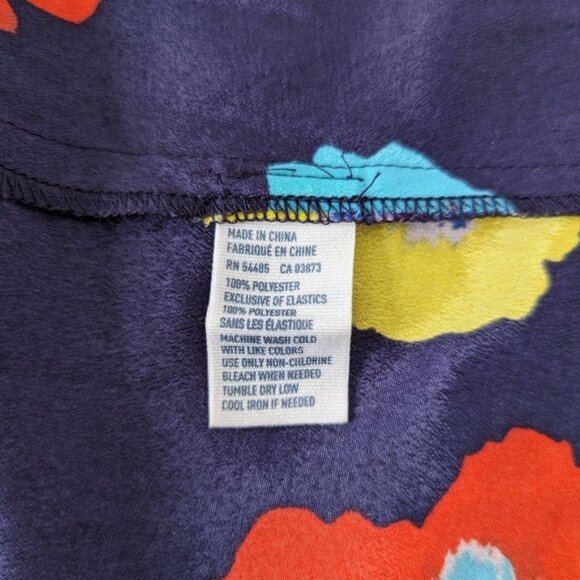 MADE IN CHINA
FABRIQUÉ EN CHINE
RN 54485 CA 03873
100% POLYESTER
EXCLUSIVE OF ELASTICS
100% POLYESTER
SANS LES ÉLASTIQUE
MACHINE WASH COLD
WITH LIKE COLORS
USE ONLY NON-CHLORINE
BLEACH WHEN NEEDED
TUMBLE DRY LOW
COOL IRON IF NEEDED